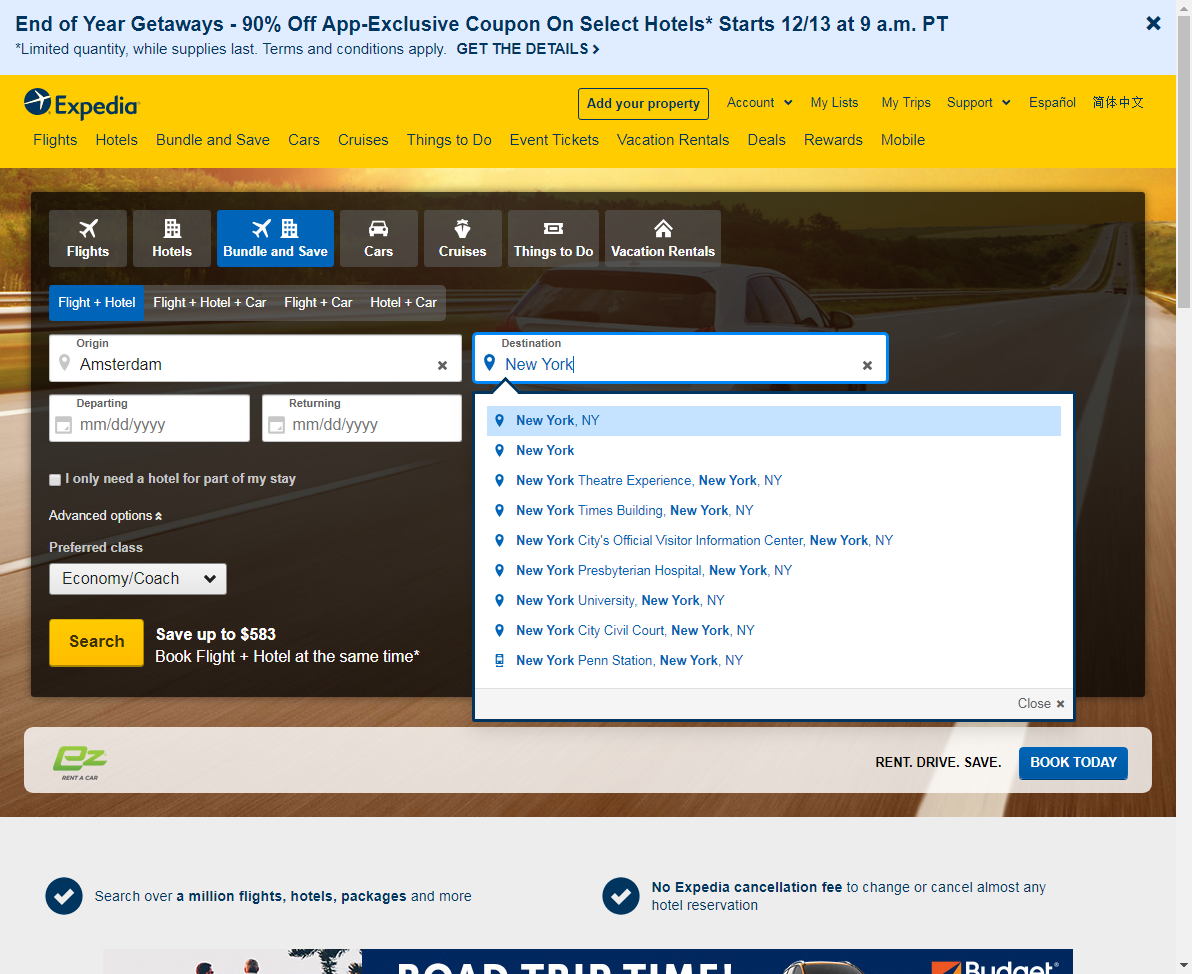 End of Year Getaways - 90% Off App-Exclusive Coupon On Select Hotels* Starts 12/13 at 9 a.m. PT
*Limited quantity, while supplies last. Terms and conditions apply. GET THE DETAILS
Expedia
Add your property
Account
My Lists
My Trips
Support
Español
简体中文
Flights
Hotels
Bundle and Save
Cars
Cruises
Things to Do
Event Tickets
Vacation Rentals
Deals
Rewards
Mobile
Flights
Hotels
Bundle and Save
Cars
Cruises
Things to Do
Vacation Rentals
Flight + Hotel
Flight + Hotel + Car
Flight + Car
Hotel + Car
Origin
Amsterdam
Destination
New York
Departing
mm/dd/yyyy
Returning
mm/dd/yyyy
New York, NY
New York
New York Theatre Experience, New York, NY
New York Times Building, New York, NY
New York City's Official Visitor Information Center, New York, NY
New York Presbyterian Hospital, New York, NY
New York University, New York, NY
New York City Civil Court, New York, NY
New York Penn Station, New York, NY
Close
I only need a hotel for part of my stay
Advanced options
Preferred class
Economy/Coach
Search
Save up to $583
Book Flight + Hotel at the same time*
ez
RENT A CAR
RENT. DRIVE. SAVE.
BOOK TODAY
Search over a million flights, hotels, packages and more
No Expedia cancellation fee to change or cancel almost any
hotel reservation
ROAD TRIP TIME!
Budget